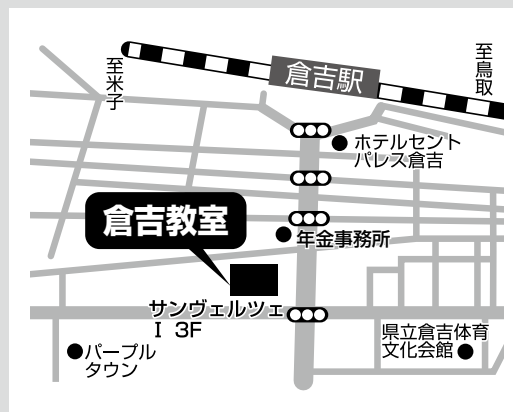 倉吉駅
至米子
至鳥取
ホテルセント
パレス倉吉
倉吉教室
年金事務所
サンヴェルツェ
Ⅰ 3F
県立倉吉体育
文化会館
パープル
タウン